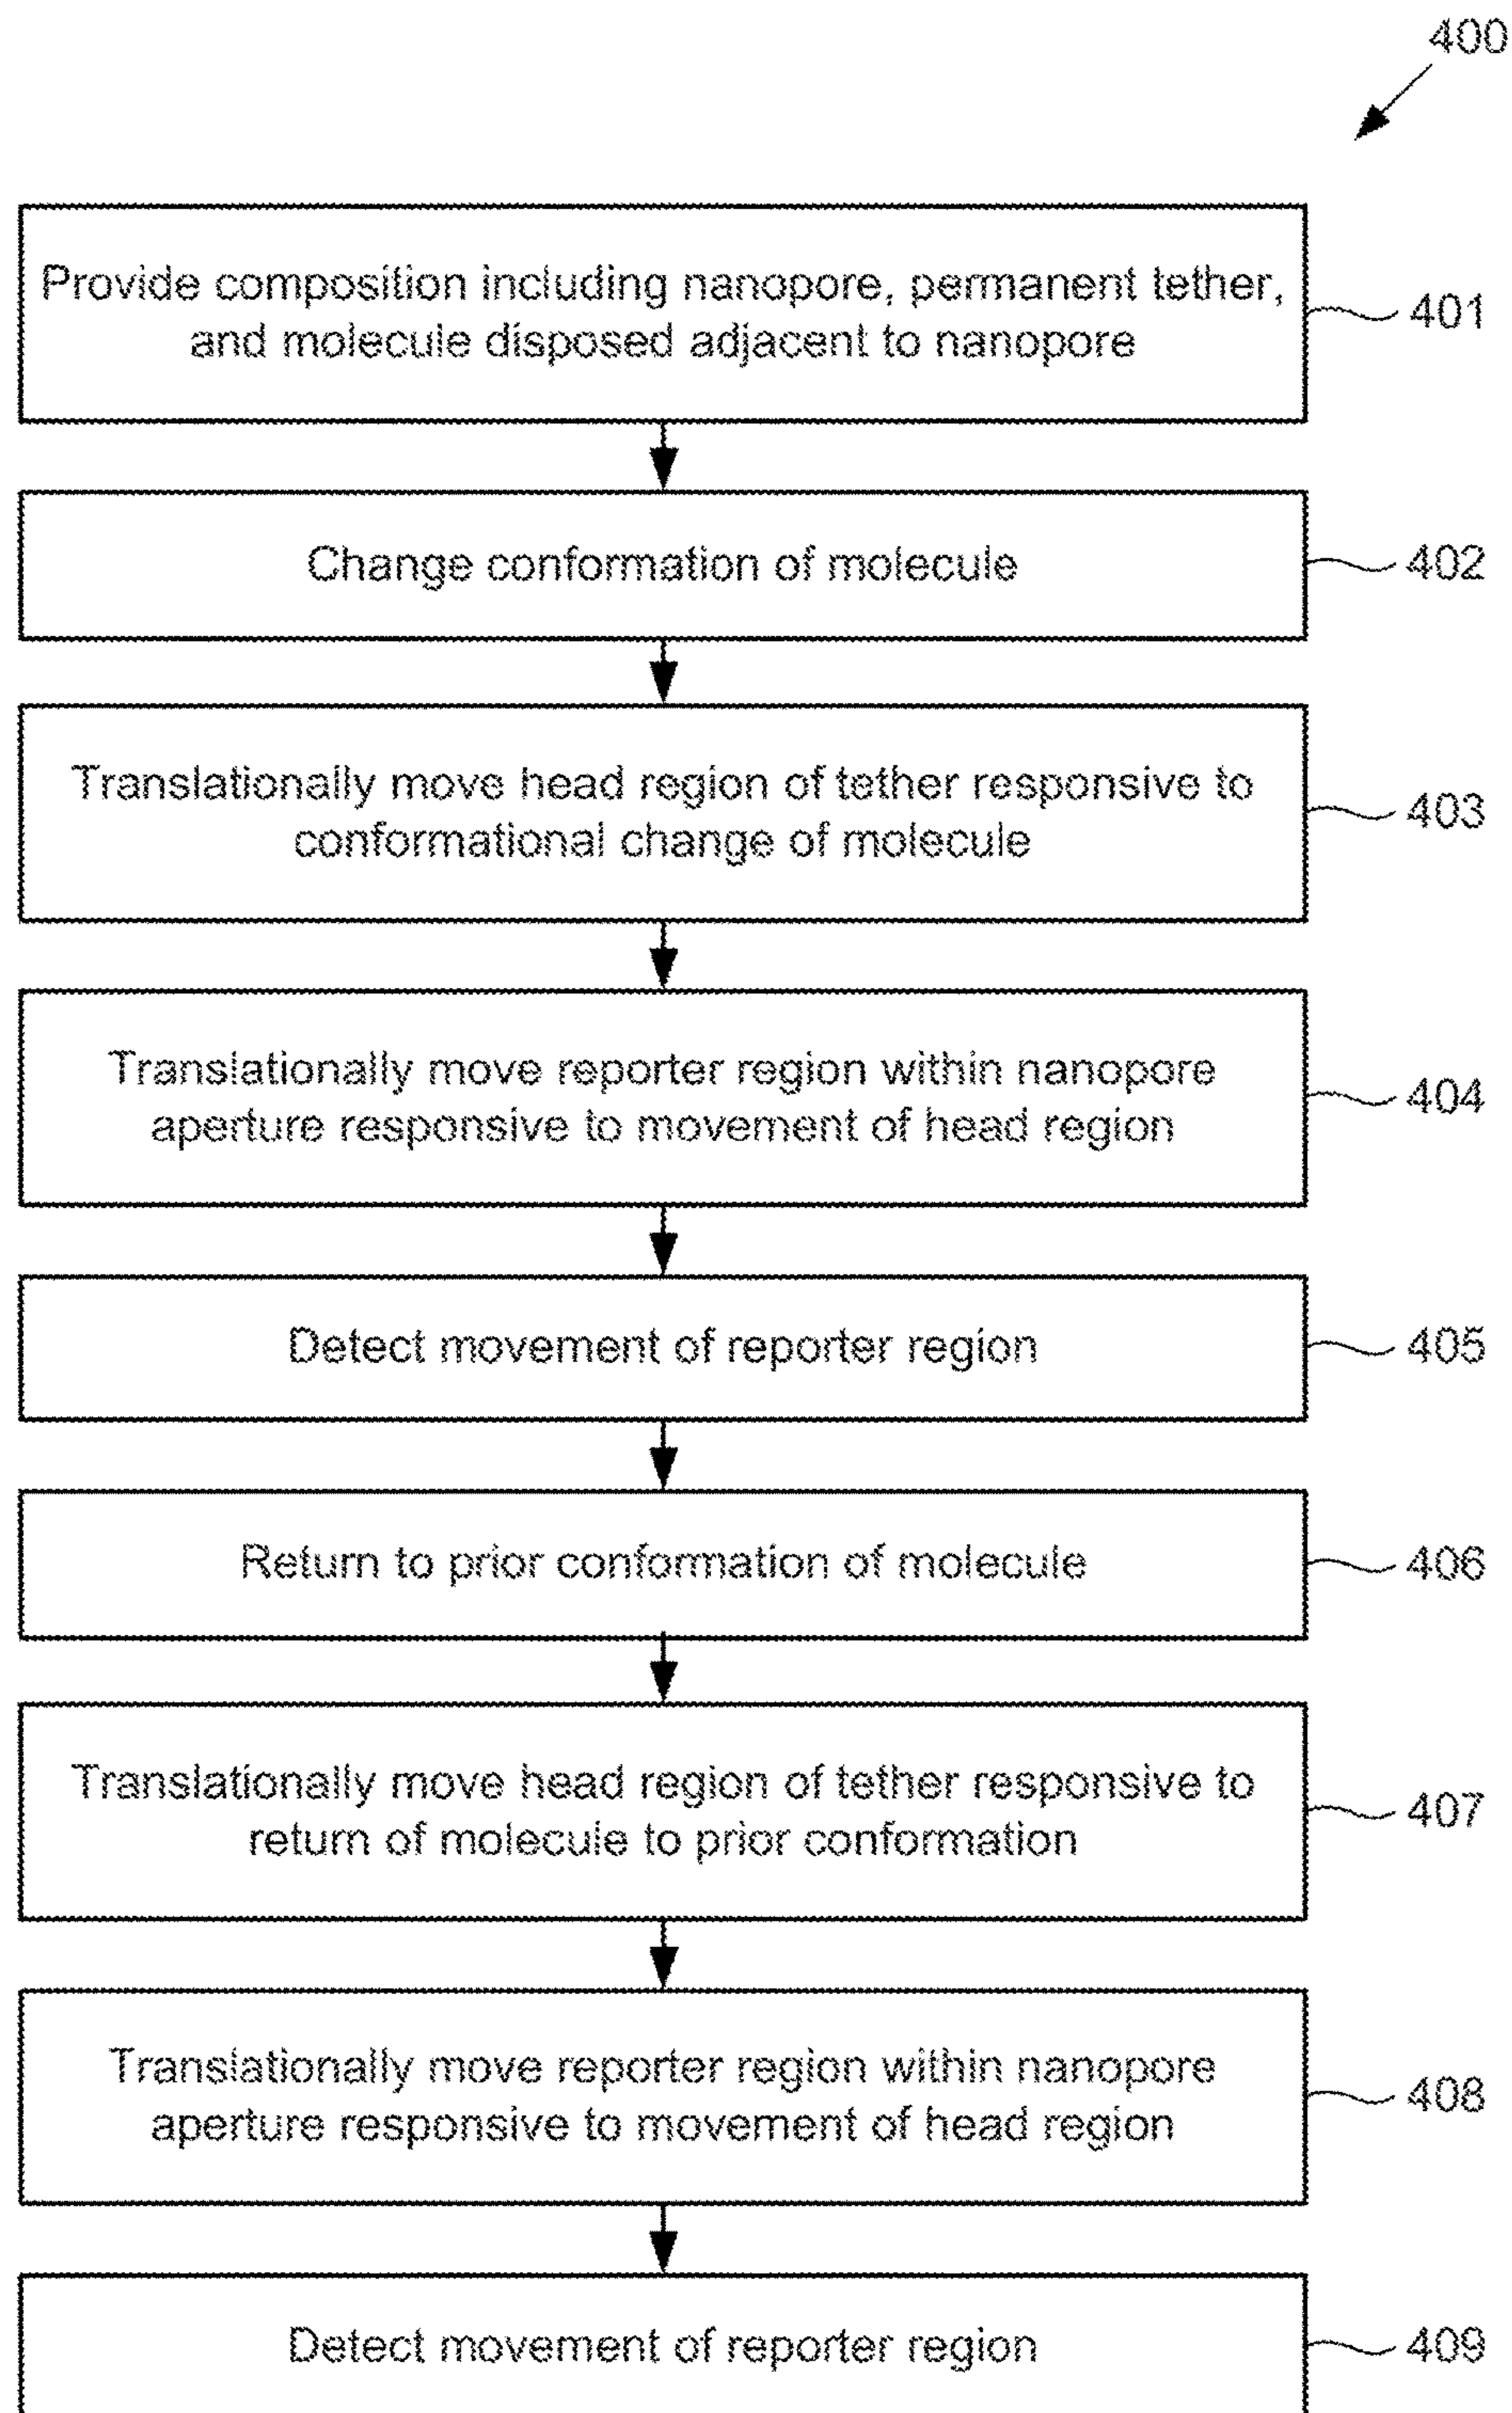 400
Provide composition including nanopore, permanent tether,
and molecule disposed adjacent to nanopore
401
Change conformation of molecule
402
Translationally move head region of tether responsive to
conformational change of molecule
403
Translationally move reporter region within nanopore
aperture responsive to movement of head region
404
Detect movement of reporter region
405
Return to prior conformation of molecule
406
Translationally move head region of tether responsive to
return of molecule to prior conformation
407
Translationally move reporter region within nanopore
aperture responsive to movement of head region
408
Detect movement of reporter region
409